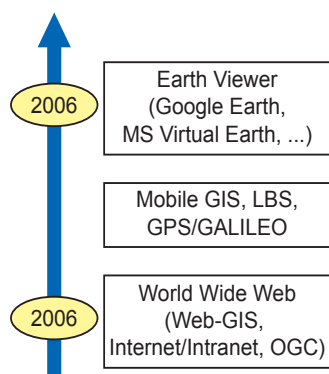 2006
Earth Viewer
(Google Earth,
MS Virtual Earth, ...)
Mobile GIS, LBS,
GPS/GALILEO
2006
World Wide Web
(Web-GIS,
Internet/Intranet, OGC)